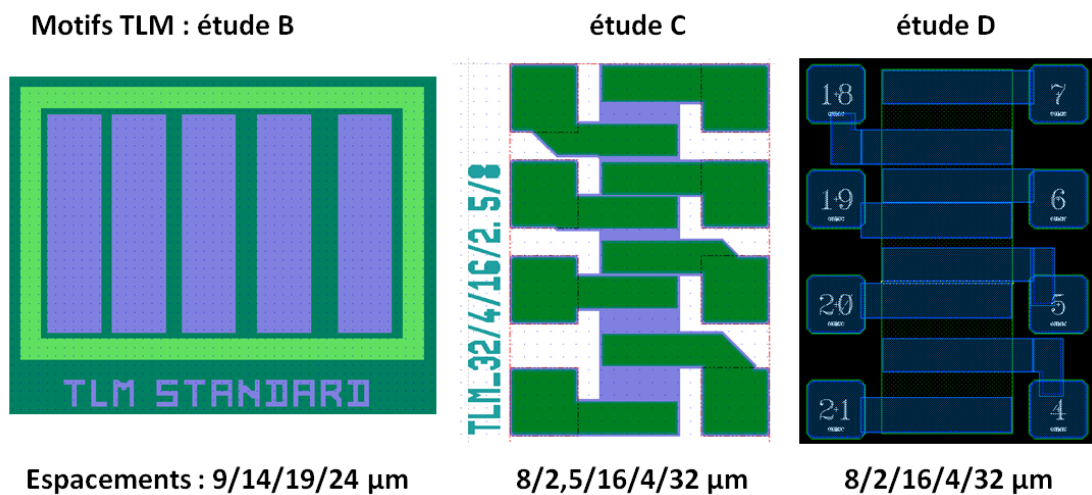 Motifs TLM : étude B
étude C
étude D
TLM STANDARD
TLM_32/4/16/2. 5/8
18
7
19
6
20
5
21
4
Espacements : 9/14/19/24 µm
8/2,5/16/4/32 µm
8/2/16/4/32 µm